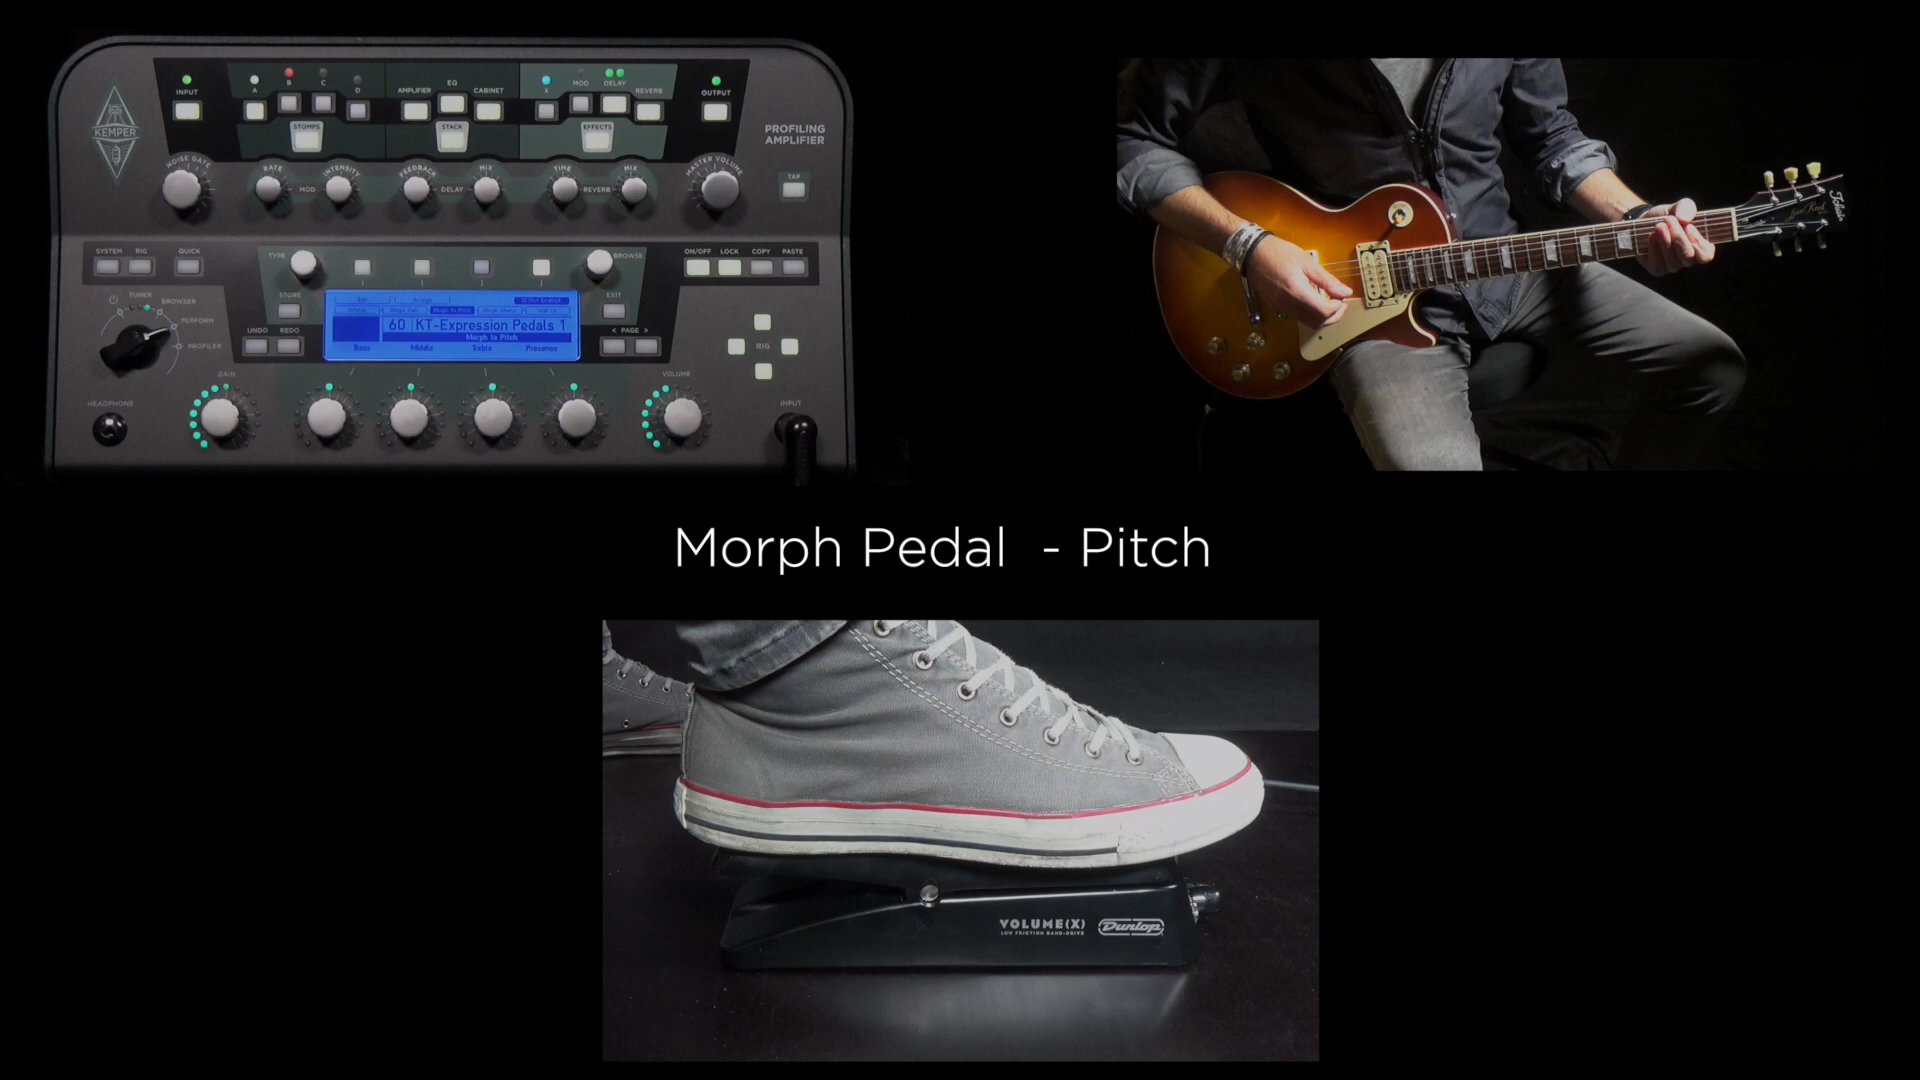 INPUT
A
B
C
D
AMPLIFIER
EQ
CABINET
X
MOD
DELAY
REVERB
OUTPUT
STOMPS
STACK
EFFECTS
KEMPER
PROFILING
AMPLIFIER
NOISE GATE
RATE
MOD
INTENSITY
FEEDBACK
DELAY
MIX
TIME
REVERB
MIX
MASTER VOLUME
TAP
SYSTEM
RIG
QUICK
TYPE
BROWSE
ON/OFF
LOCK
COPY
PASTE
STORE
EXIT
TUNER
BROWSER
PERFORM
PROFILER
UNDO
REDO
< PAGE >
Morph to Pitch
60 KT-Expression Pedals 1
Morph to Pitch
Bass Middle Treble Presence
RIG
GAIN
VOLUME
HEADPHONE
INPUT
Morph Pedal - Pitch
VOLUME(X)
LOW FRICTION BAND-DRIVE
Dunlop